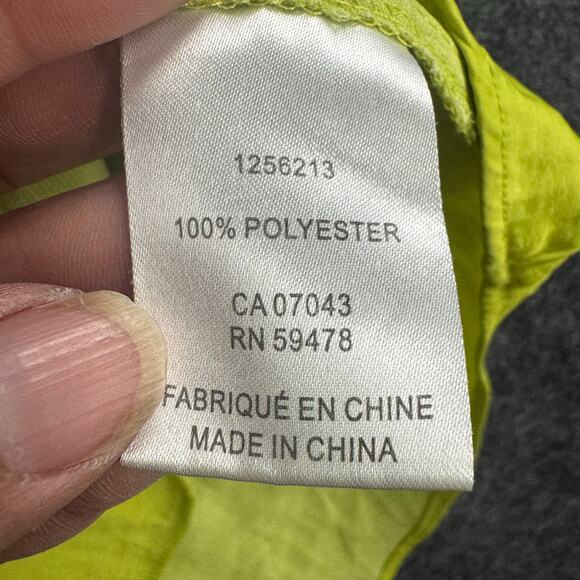 1256213
100% POLYESTER
CA 07043
RN 59478
FABRIQUÉ EN CHINE
MADE IN CHINA